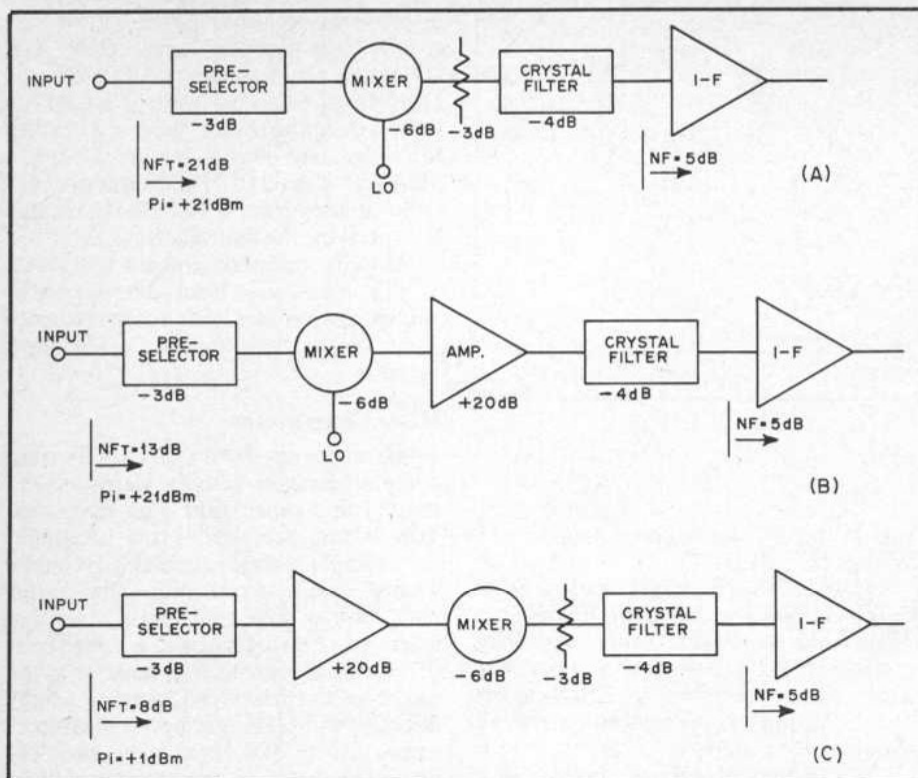 INPUT
PRE-
SELECTOR
-3dB
MIXER
-6dB
LO
-3dB
CRYSTAL
FILTER
-4dB
I-F
NFT=21dB
Pi=+21dBm
NF=5dB
(A)
INPUT
PRE-
SELECTOR
-3dB
MIXER
-6dB
LO
AMP.
+20dB
CRYSTAL
FILTER
-4dB
I-F
NFT=13dB
Pi=+21dBm
NF=5dB
(B)
INPUT
PRE-
SELECTOR
-3dB
+20dB
MIXER
-6dB
-3dB
CRYSTAL
FILTER
-4dB
I-F
NFT=8dB
Pi=+1dBm
NF=5dB
(C)